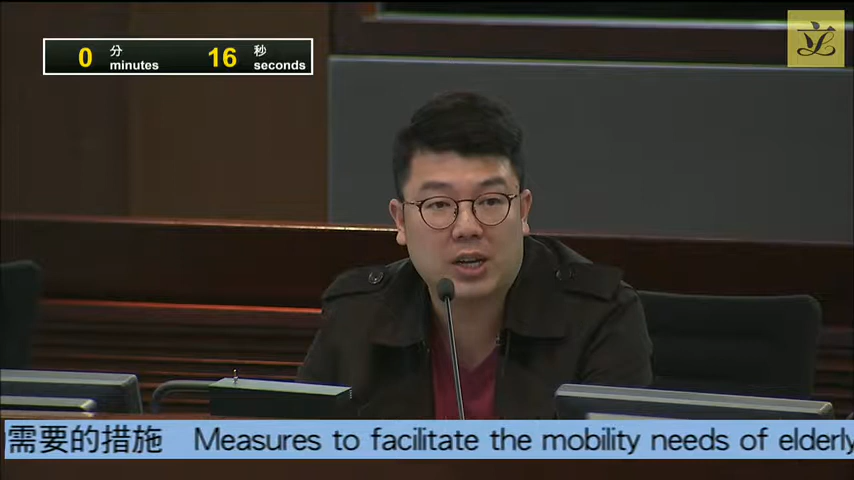 0 分 minutes 16 秒 seconds
立
需要的措施 Measures to facilitate the mobility needs of elderly